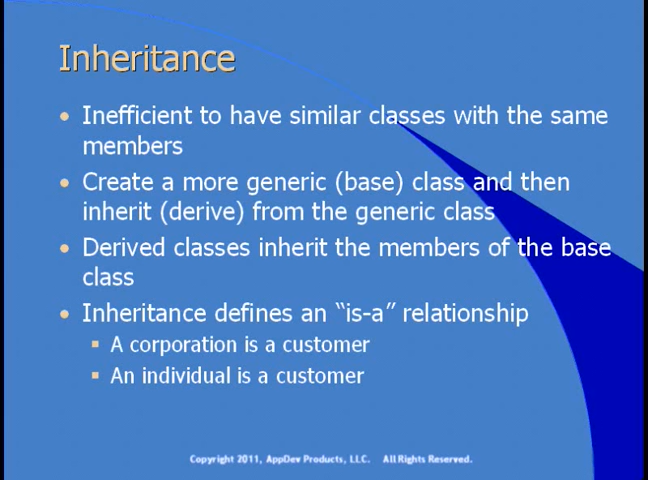 Inheritance
• Inefficient to have similar classes with the same
members
• Create a more generic (base) class and then
inherit (derive) from the generic class
• Derived classes inherit the members of the base
class
• Inheritance defines an “is-a” relationship
▪ A corporation is a customer
▪ An individual is a customer
Copyright 2011, AppDev Products, LLC. All Rights Reserved.